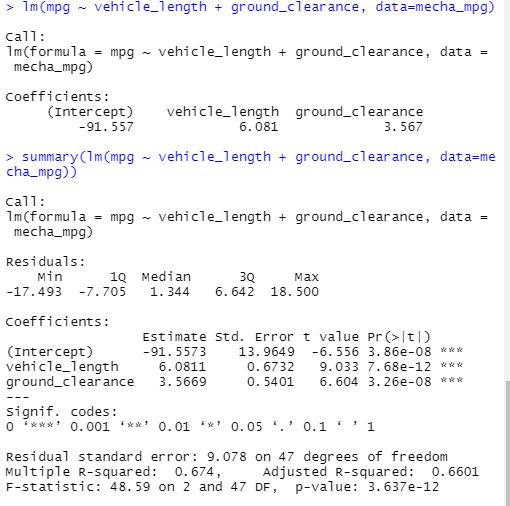 > lm(mpg ~ vehicle_length + ground_clearance, data=mecha_mpg)
Call:
lm(formula = mpg ~ vehicle_length + ground_clearance, data =
mecha_mpg)
Coefficients:
(Intercept) vehicle_length ground_clearance
-91.557 6.081 3.567
> summary(lm(mpg ~ vehicle_length + ground_clearance, data=me
cha_mpg))
Call:
lm(formula = mpg ~ vehicle_length + ground_clearance, data =
mecha_mpg)
Residuals:
Min 1Q Median 3Q Max
-17.493 -7.705 1.344 6.642 18.500
Coefficients:
Estimate Std. Error t value Pr(>|t|)
(Intercept) -91.5573 13.9649 -6.556 3.86e-08 ***
vehicle_length 6.0811 0.6732 9.033 7.68e-12 ***
ground_clearance 3.5669 0.5401 6.604 3.26e-08 ***
---
Signif. codes:
0 ‘***’ 0.001 ‘**’ 0.01 ‘*’ 0.05 ‘.’ 0.1 ‘ ’ 1
Residual standard error: 9.078 on 47 degrees of freedom
Multiple R-squared: 0.674, Adjusted R-squared: 0.6601
F-statistic: 48.59 on 2 and 47 DF, p-value: 3.637e-12